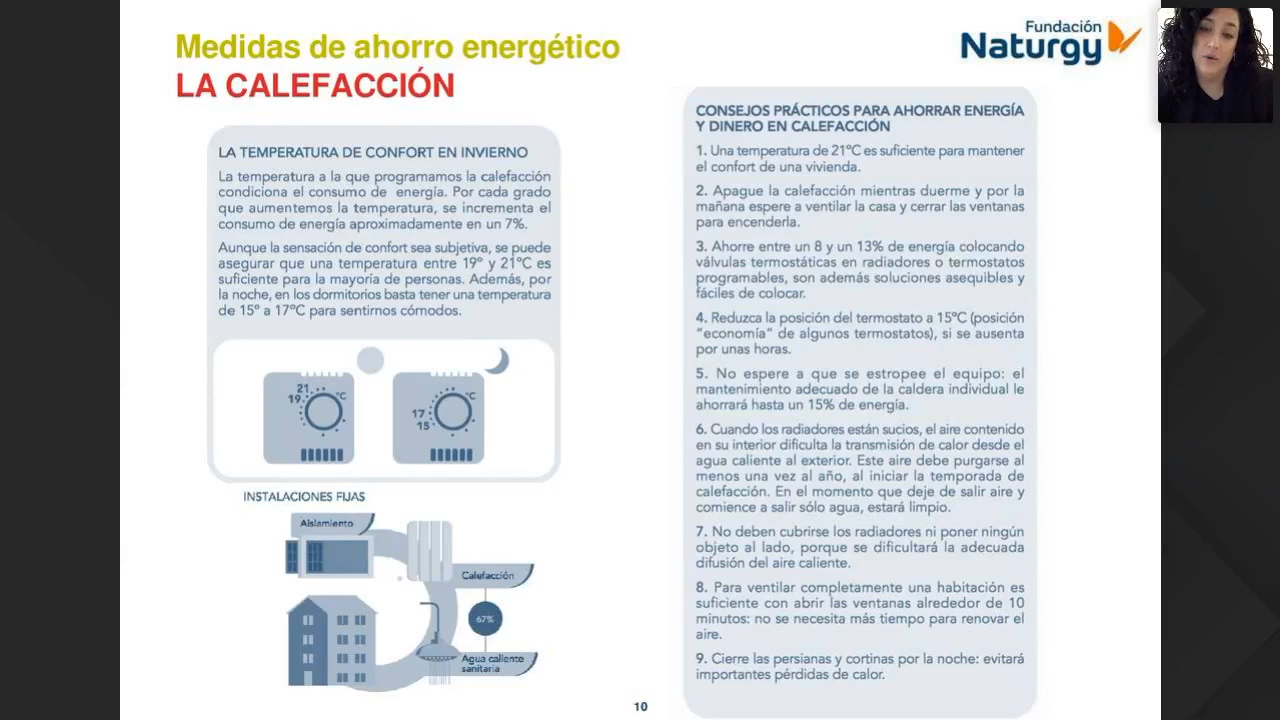 Medidas de ahorro energético
LA CALEFACCIÓN
Fundación
Naturgy
LA TEMPERATURA DE CONFORT EN INVIERNO
La temperatura a la que programamos la calefacción
condiciona el consumo de energía. Por cada grado
que aumentemos la temperatura, se incrementa el
consumo de energía aproximadamente en un 7%.
Aunque la sensación de confort sea subjetiva, se puede
asegurar que una temperatura entre 19º y 21ºC es
suficiente para la mayoría de personas. Además, por
la noche, en los dormitorios basta tener una temperatura
de 15º a 17ºC para sentirnos cómodos.
21
19
ºC
17
15
ºC
INSTALACIONES FIJAS
Aislamiento
Calefacción
67%
Agua caliente
sanitaria
CONSEJOS PRÁCTICOS PARA AHORRAR ENERGÍA
Y DINERO EN CALEFACCIÓN
1. Una temperatura de 21ºC es suficiente para mantener
el confort de una vivienda.
2. Apague la calefacción mientras duerme y por la
mañana espere a ventilar la casa y cerrar las ventanas
para encenderla.
3. Ahorre entre un 8 y un 13% de energía colocando
válvulas termostáticas en radiadores o termostatos
programables, son además soluciones asequibles y
fáciles de colocar.
4. Reduzca la posición del termostato a 15ºC (posición
“economía” de algunos termostatos), si se ausenta
por unas horas.
5. No espere a que se estropee el equipo: el
mantenimiento adecuado de la caldera individual le
ahorrará hasta un 15% de energía.
6. Cuando los radiadores están sucios, el aire contenido
en su interior dificulta la transmisión de calor desde el
agua caliente al exterior. Este aire debe purgarse al
menos una vez al año, al iniciar la temporada de
calefacción. En el momento que deje de salir aire y
comience a salir sólo agua, estará limpio.
7. No deben cubrirse los radiadores ni poner ningún
objeto al lado, porque se dificultará la adecuada
difusión del aire caliente.
8. Para ventilar completamente una habitación es
suficiente con abrir las ventanas alrededor de 10
minutos: no se necesita más tiempo para renovar el
aire.
9. Cierre las persianas y cortinas por la noche: evitará
importantes pérdidas de calor.
10